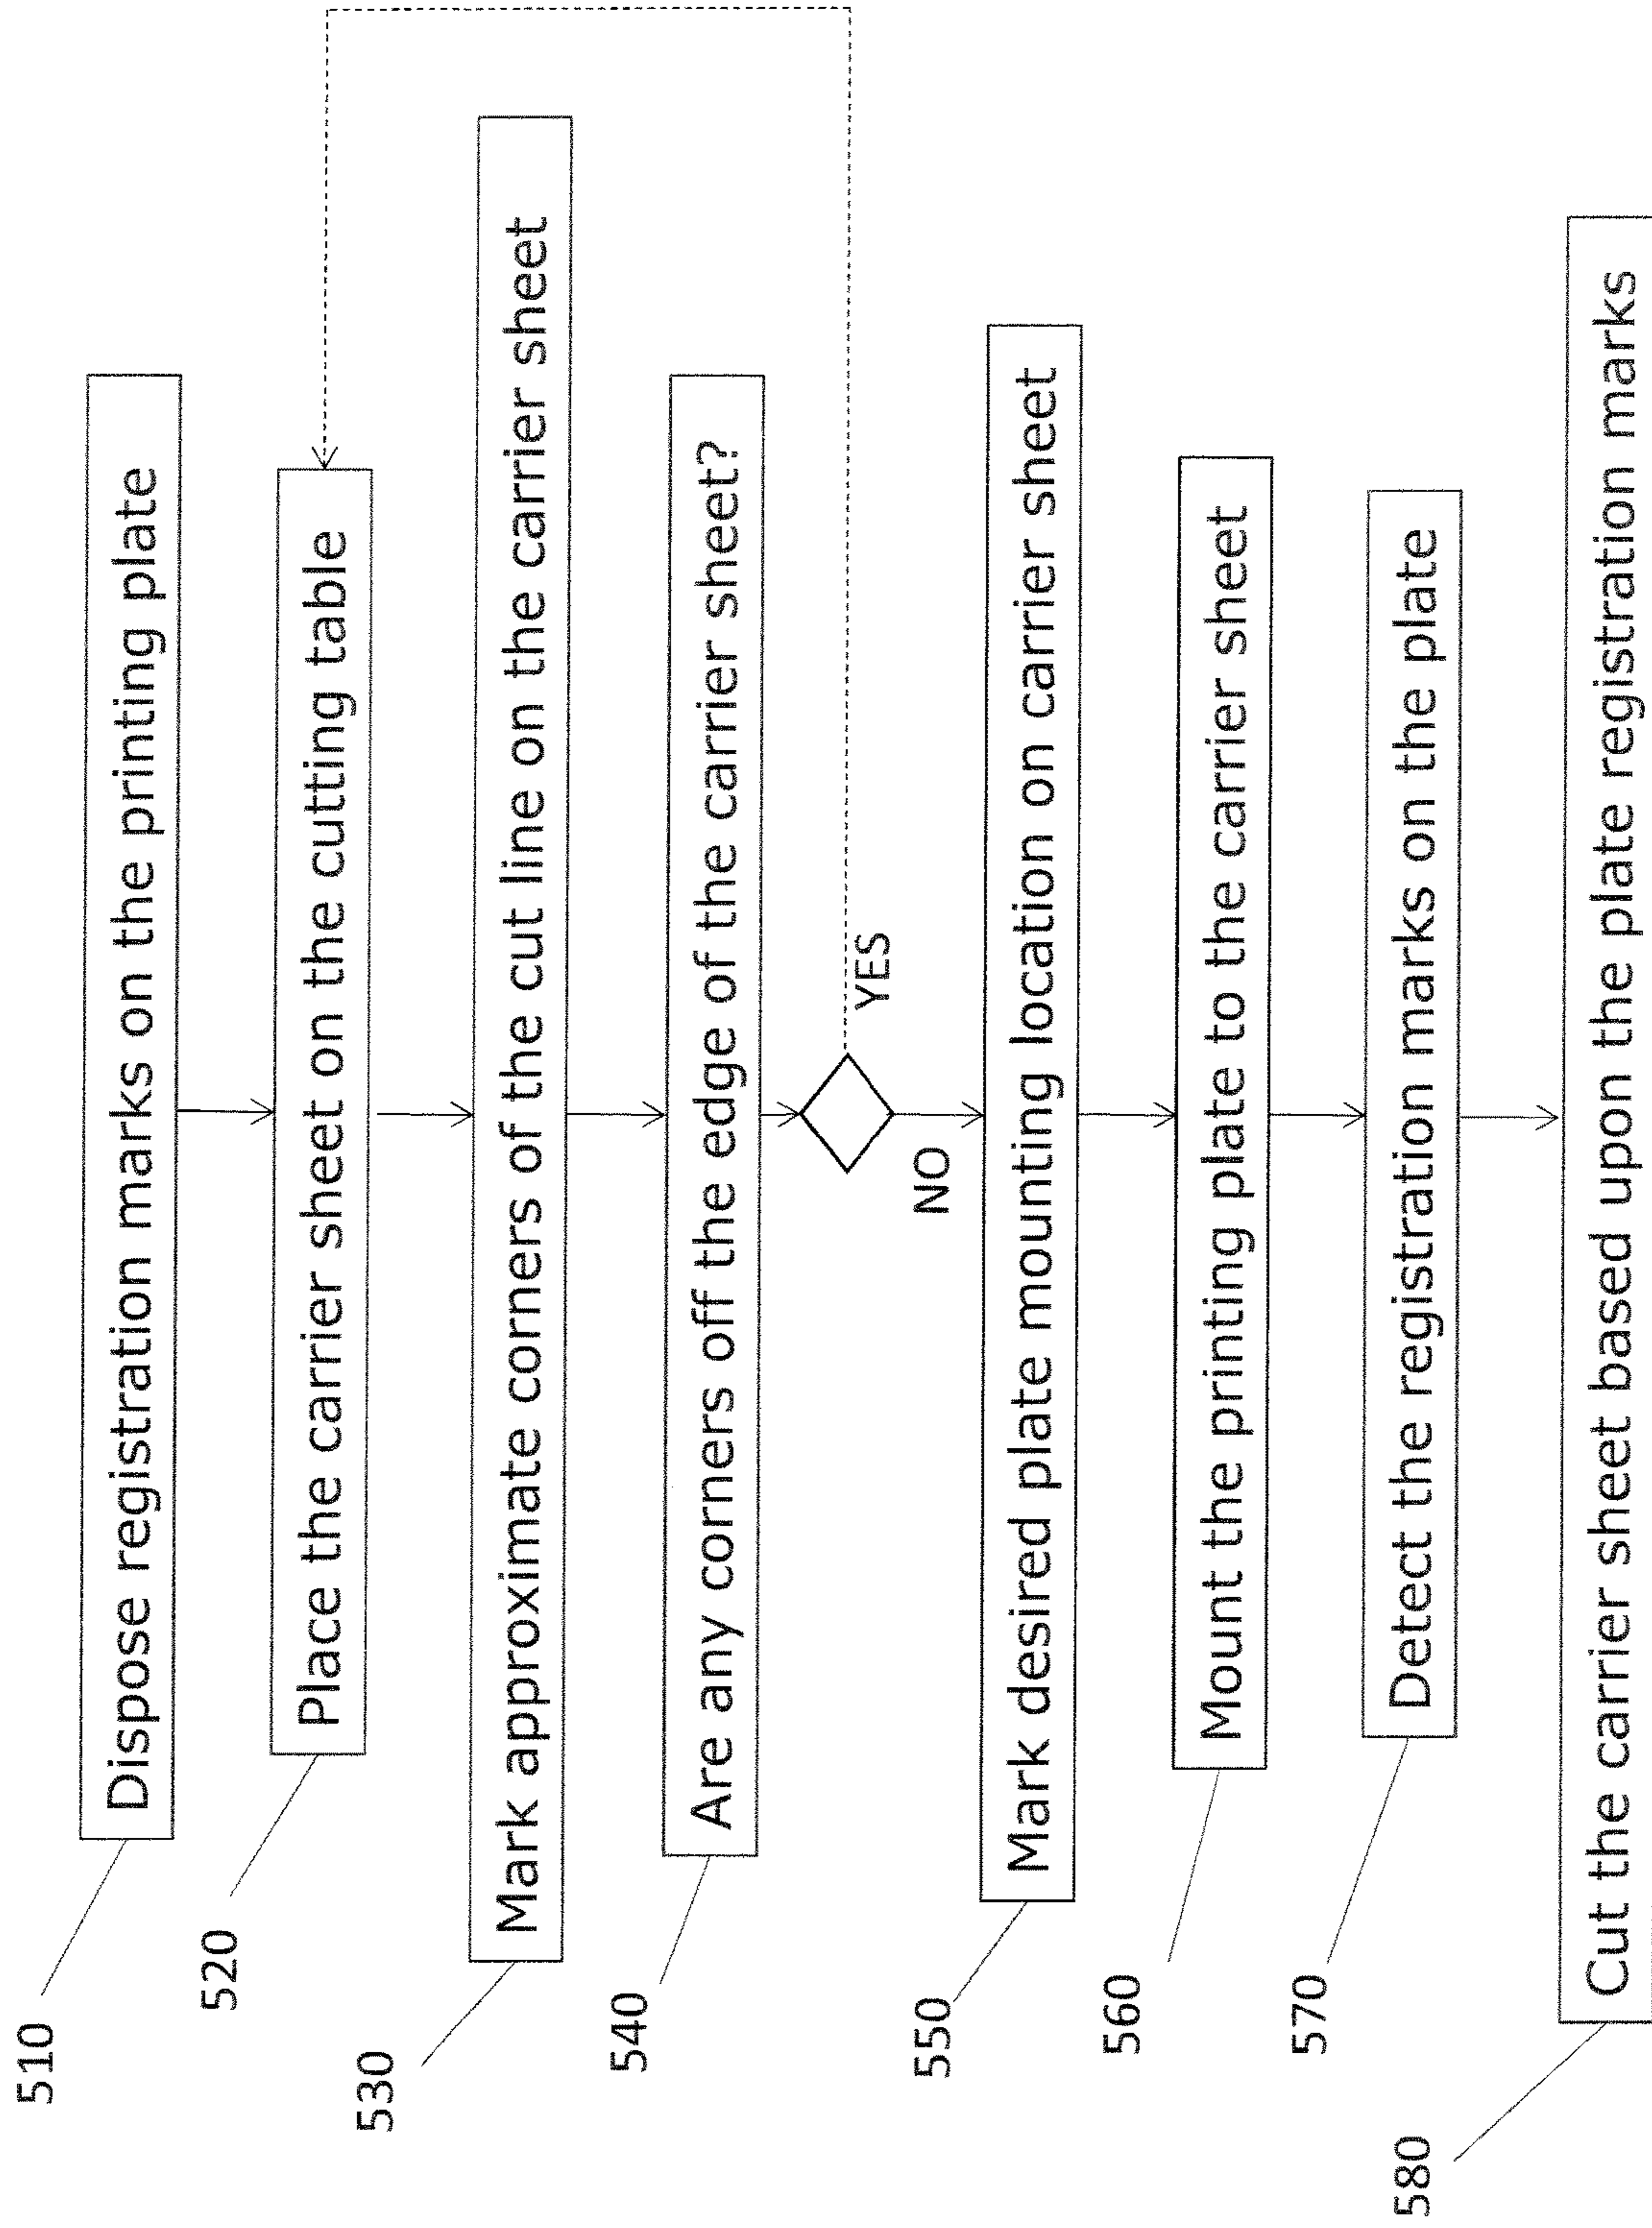 510
Dispose registration marks on the printing plate
520
Place the carrier sheet on the cutting table
530
Mark approximate corners of the cut line on the carrier sheet
540
Are any corners off the edge of the carrier sheet?
YES
NO
550
Mark desired plate mounting location on carrier sheet
560
Mount the printing plate to the carrier sheet
570
Detect the registration marks on the plate
580
Cut the carrier sheet based upon the plate registration marks